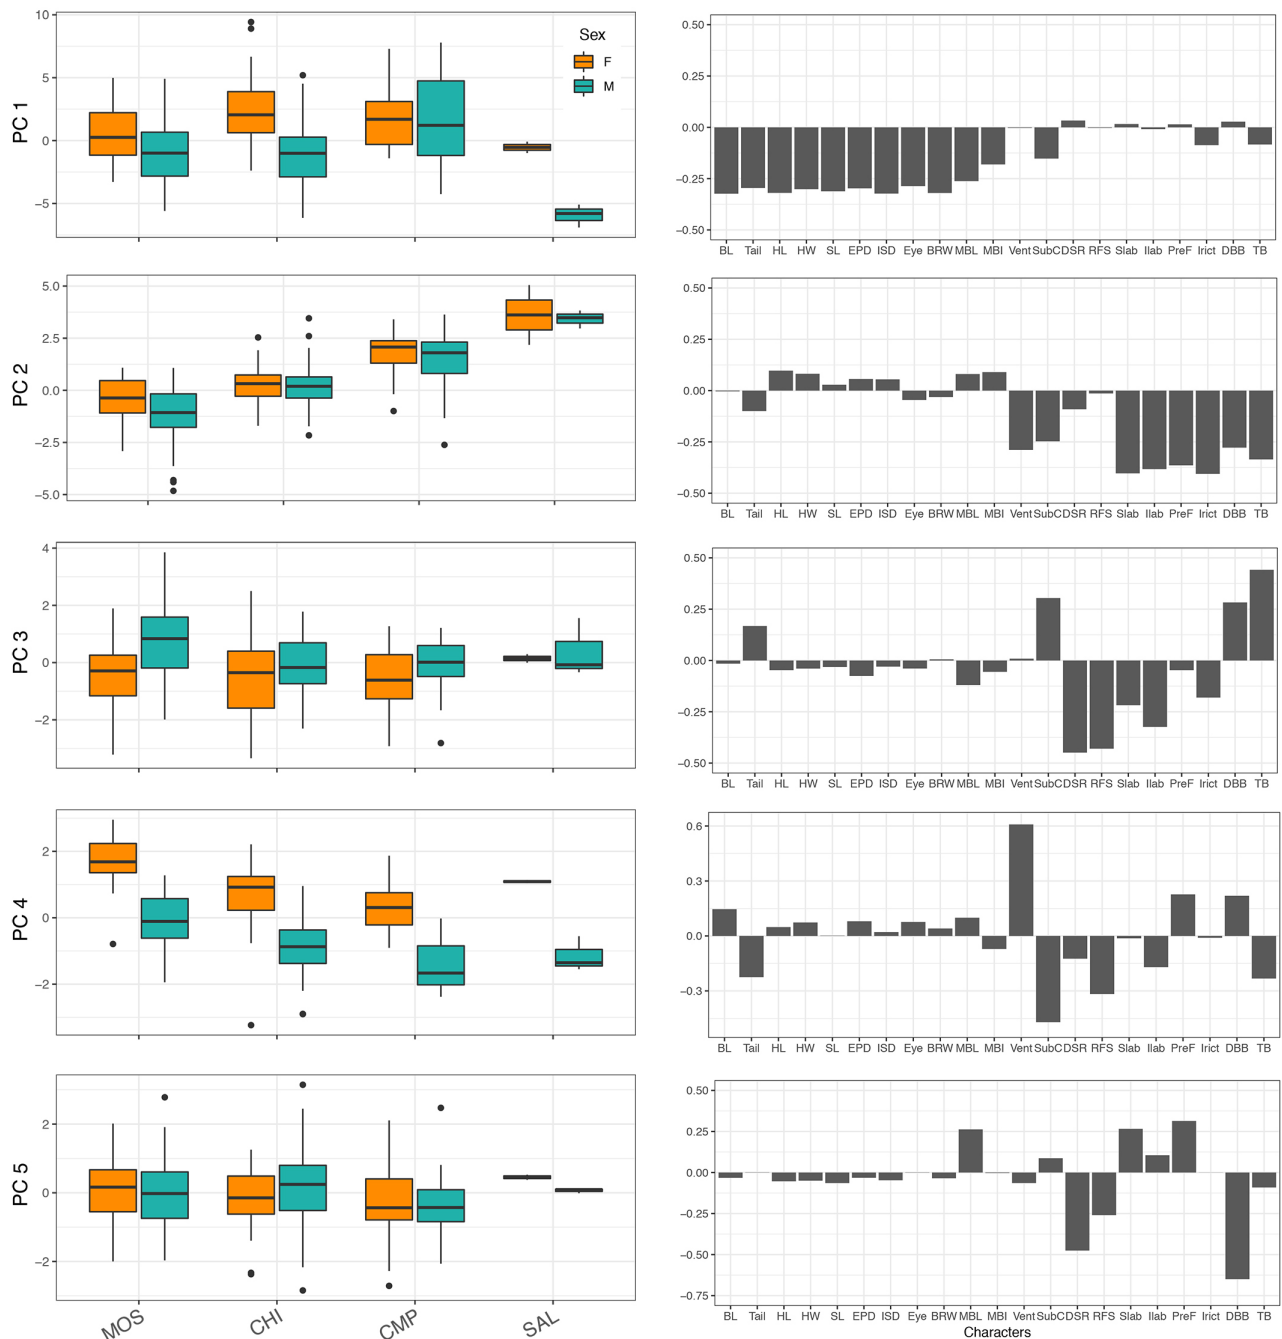 PC 1
10
5
0
−5
Sex
F
M
0.50
0.25
0.00
−0.25
−0.50
BL Tail HL HW SL EPD ISD Eye BRW MBL MBI Vent SubC DSR RFS Slab Ilab PreF Irict DBB TB
PC 2
5.0
2.5
0.0
−2.5
−5.0
0.50
0.25
0.00
−0.25
−0.50
BL Tail HL HW SL EPD ISD Eye BRW MBL MBI Vent SubC DSR RFS Slab Ilab PreF Irict DBB TB
PC 3
4
2
0
−2
0.50
0.25
0.00
−0.25
−0.50
BL Tail HL HW SL EPD ISD Eye BRW MBL MBI Vent SubC DSR RFS Slab Ilab PreF Irict DBB TB
PC 4
2
0
−2
0.6
0.3
0.0
−0.3
BL Tail HL HW SL EPD ISD Eye BRW MBL MBI Vent SubC DSR RFS Slab Ilab PreF Irict DBB TB
PC 5
2
0
−2
MOS CHI CMP SAL
0.50
0.25
0.00
−0.25
−0.50
−0.75
BL Tail HL HW SL EPD ISD Eye BRW MBL MBI Vent SubC DSR RFS Slab Ilab PreF Irict DBB TB
Characters